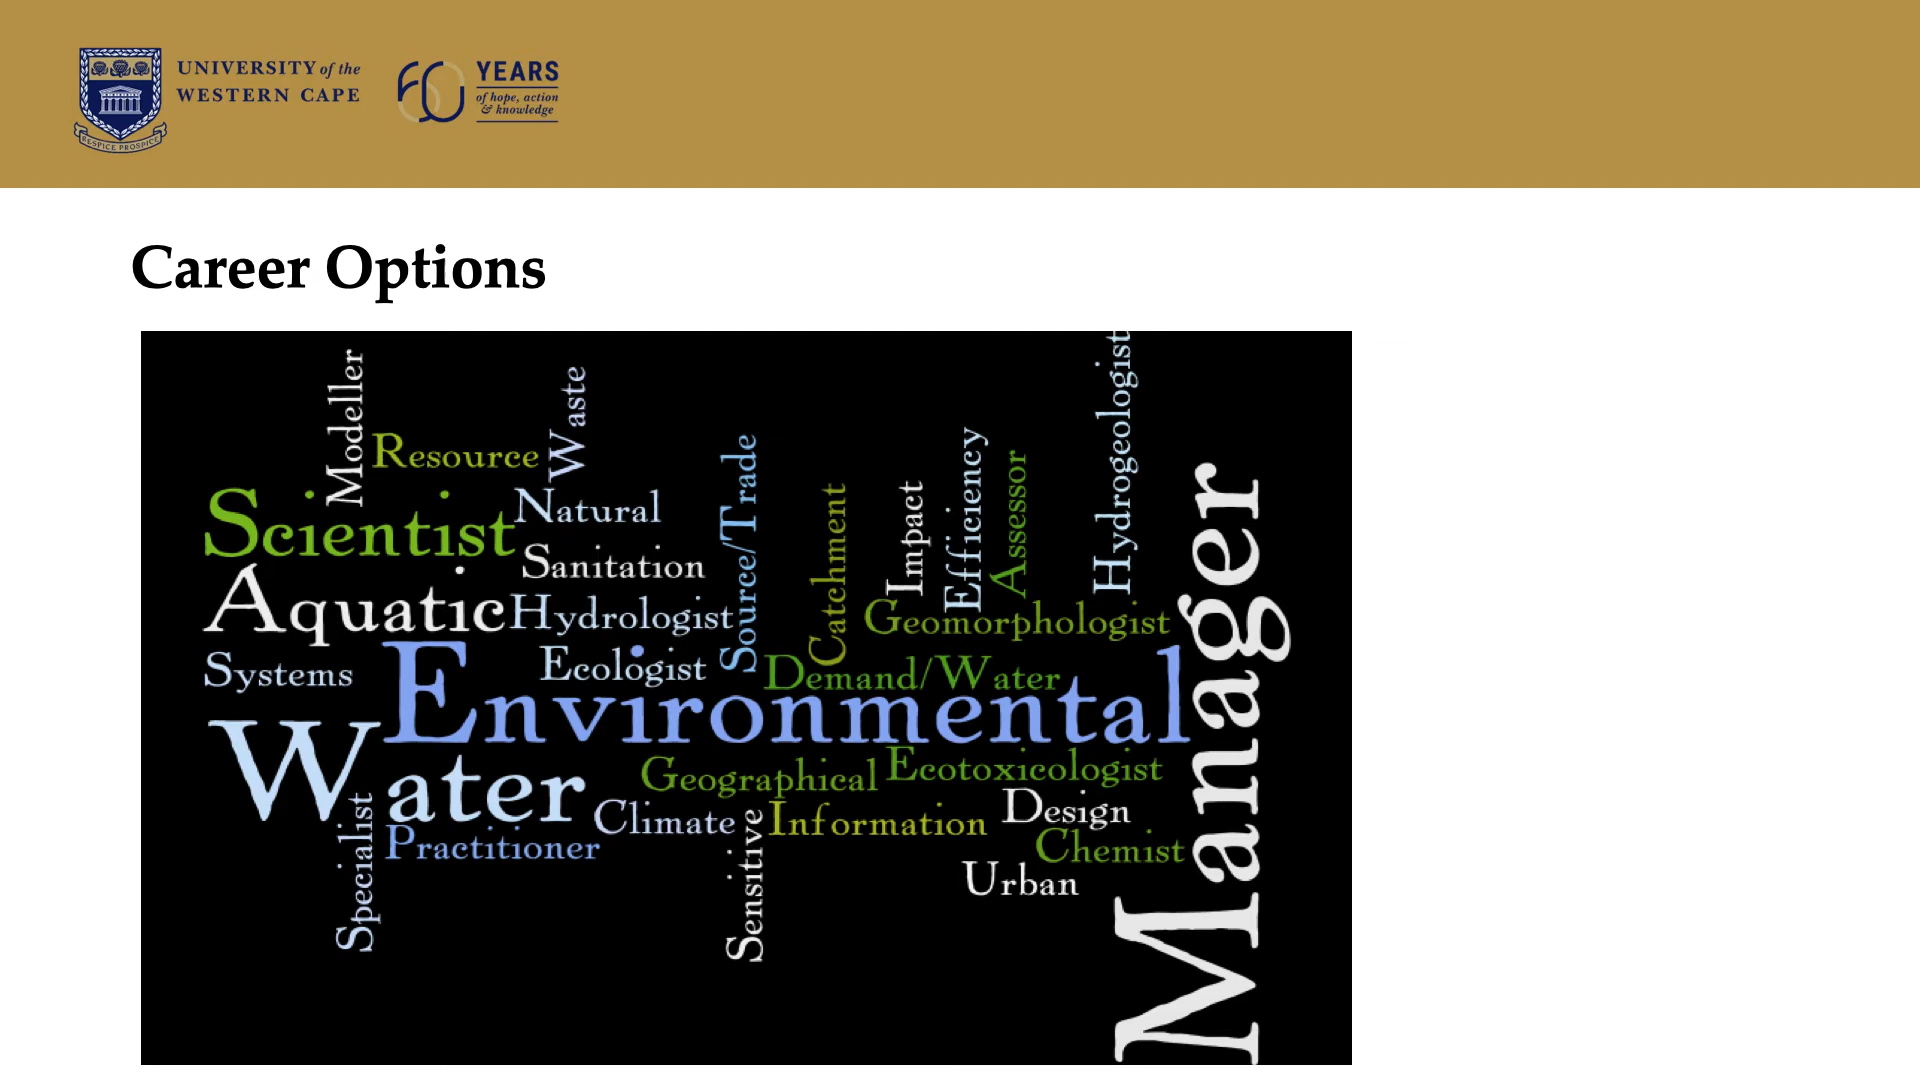 UNIVERSITY of the
WESTERN CAPE
RESPICE PROSPICE
60 YEARS
of hope, action
& knowledge
Career Options
Modeller
Resource
Waste
Scientist
Natural
Sanitation
Aquatic
Hydrologist
Systems
Ecologist
Source/Trade
Catchment
Impact
Efficiency
Assessor
Hydrogeologist
Geomorphologist
Demand/Water
Environmental
Manager
Water
Geographical
Ecotoxicologist
Climate
Information
Design
Specialist
Practitioner
Sensitive
Chemist
Urban